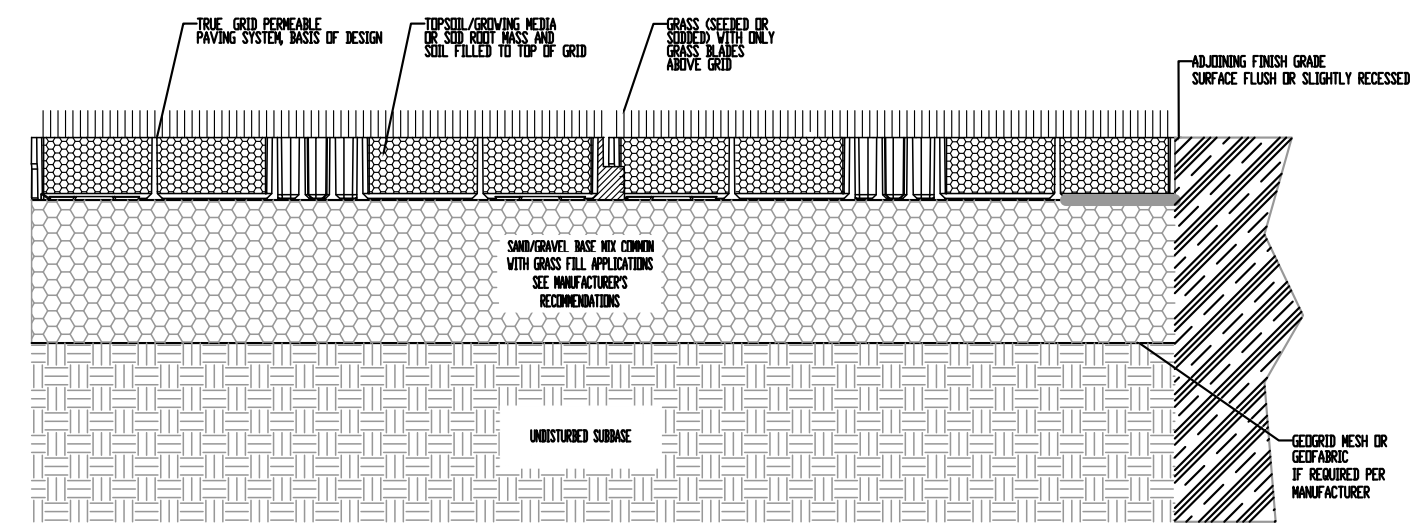 TRUE GRID PERMEABLE
PAVING SYSTEM, BASIS OF DESIGN
TOPSOIL/GROWING MEDIA
OR SOD ROOT MASS AND
SOIL FILLED TO TOP OF GRID
GRASS (SEEDED OR
SODDED) WITH ONLY
GRASS BLADES
ABOVE GRID
ADJOINING FINISH GRADE
SURFACE FLUSH OR SLIGHTLY RECESSED
SAND/GRAVEL BASE MIX COMMON
WITH GRASS FILL APPLICATIONS
SEE MANUFACTURER'S
RECOMMENDATIONS
UNDISTURBED SUBBASE
GEOGRID MESH OR
GEOFABRIC
IF REQUIRED PER
MANUFACTURER